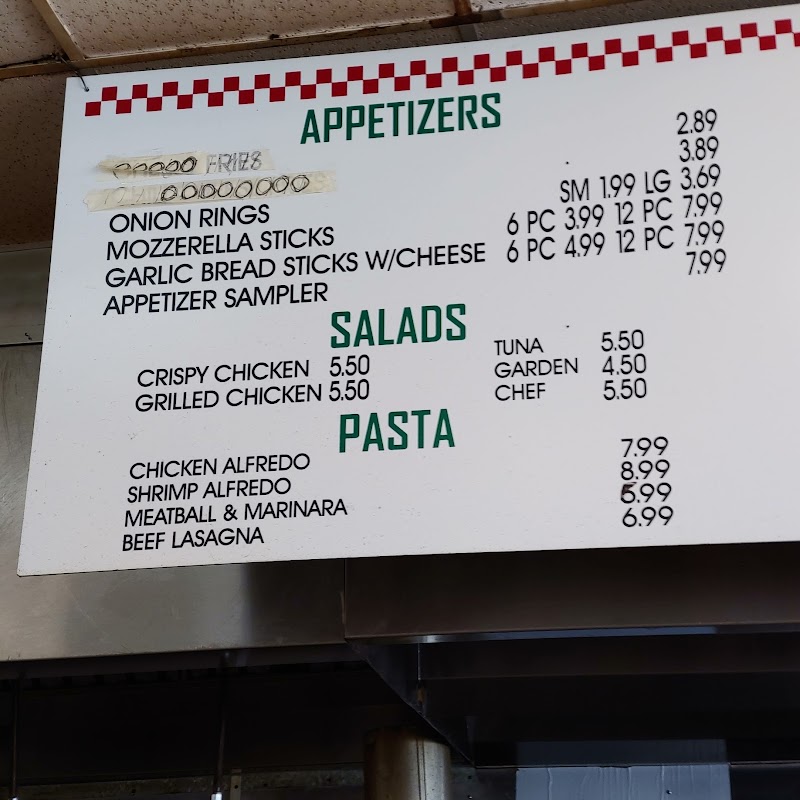 APPETIZERS
FRIES 2.89
3.89
ONION RINGS SM 1.99 LG 3.69
MOZZERELLA STICKS 6 PC 3.99 12 PC 7.99
GARLIC BREAD STICKS W/CHEESE 6 PC 4.99 12 PC 7.99
APPETIZER SAMPLER 7.99
SALADS
CRISPY CHICKEN 5.50 TUNA 5.50
GRILLED CHICKEN 5.50 GARDEN 4.50
CHEF 5.50
PASTA
CHICKEN ALFREDO 7.99
SHRIMP ALFREDO 8.99
MEATBALL & MARINARA
BEEF LASAGNA 6.99